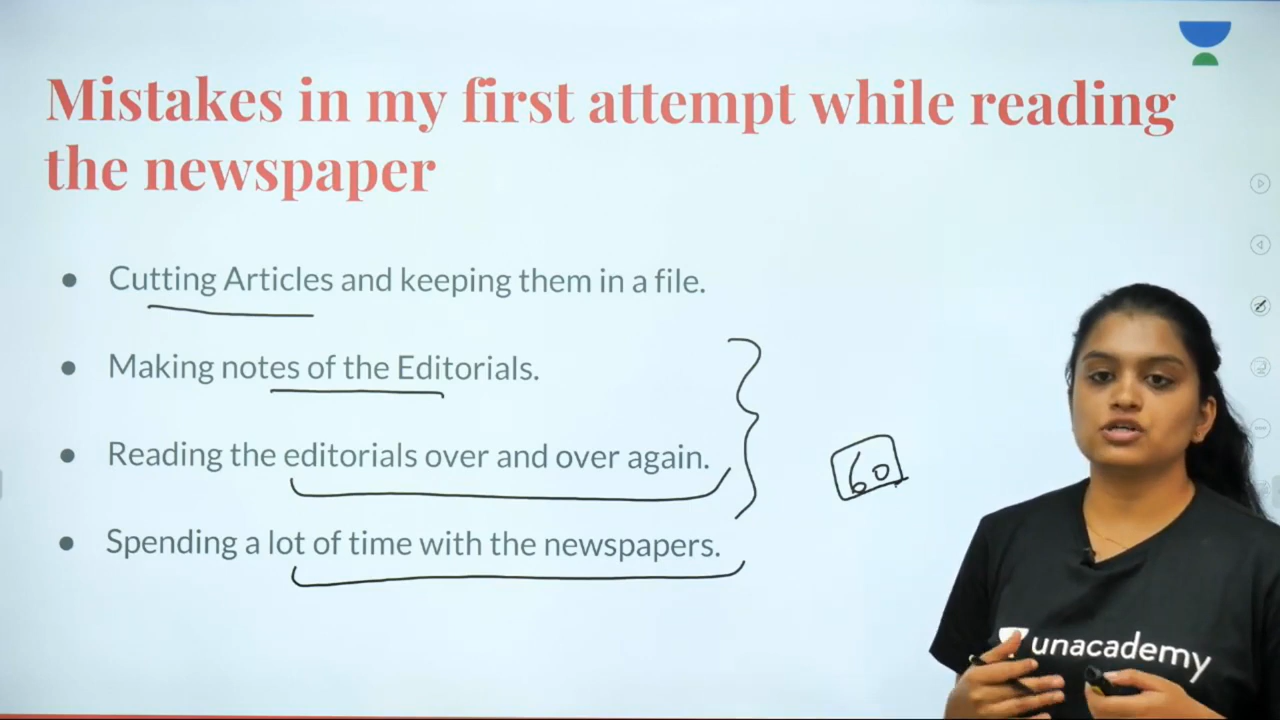 Mistakes in my first attempt while reading
the newspaper
● Cutting Articles and keeping them in a file.
● Making notes of the Editorials.
● Reading the editorials over and over again.
● Spending a lot of time with the newspapers.
60
unacademy